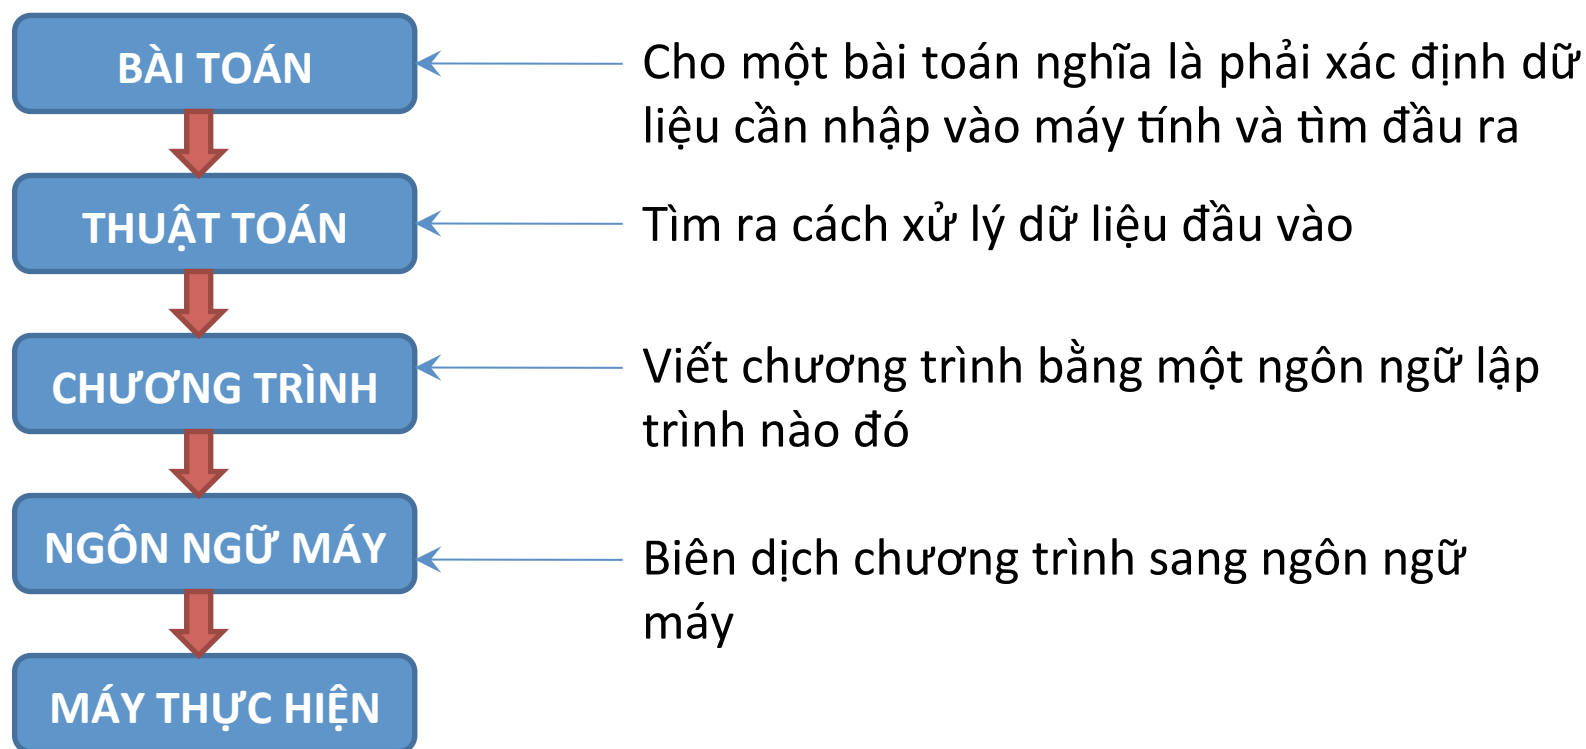 BÀI TOÁN
Cho một bài toán nghĩa là phải xác định dữ
liệu cần nhập vào máy tính và tìm đầu ra
THUẬT TOÁN
Tìm ra cách xử lý dữ liệu đầu vào
CHƯƠNG TRÌNH
Viết chương trình bằng một ngôn ngữ lập
trình nào đó
NGÔN NGỮ MÁY
Biên dịch chương trình sang ngôn ngữ
máy
MÁY THỰC HIỆN